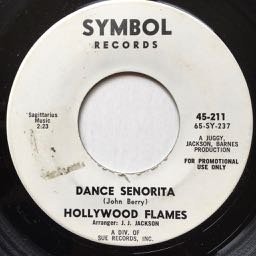 SYMBOL
RECORDS
Sagittarius
Music
2:23
45-211
65-SY-237
A JUGGY,
JACKSON, BARNES
PRODUCTION
FOR PROMOTIONAL
USE ONLY
DANCE SENORITA
(John Berry)
HOLLYWOOD FLAMES
Arranger: J. J. JACKSON
A DIV. OF
SUE RECORDS, INC.